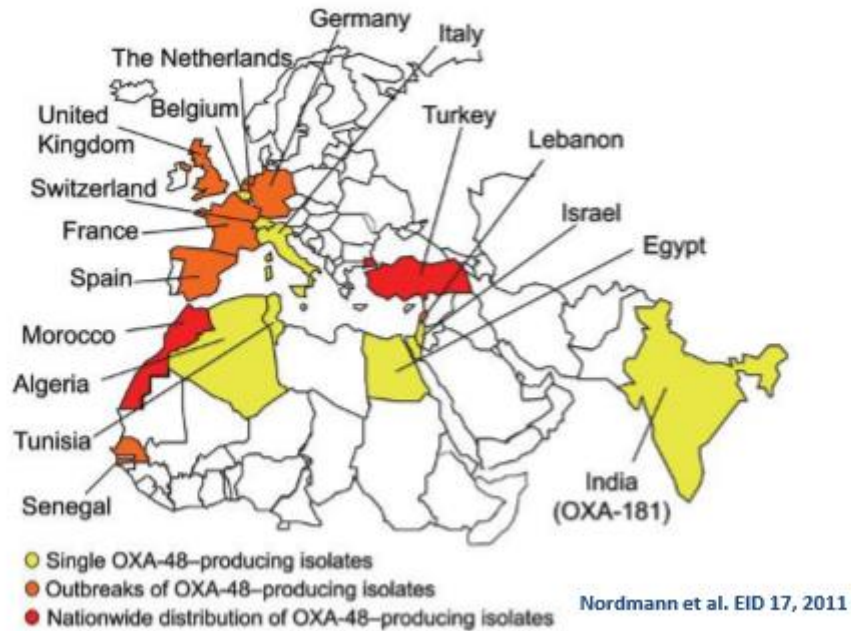 Germany
Italy
The Netherlands
Belgium
Turkey
United
Kingdom
Lebanon
Switzerland
Israel
France
Egypt
Spain
Morocco
Algeria
Tunisia
Senegal
India
(OXA-181)
Single OXA-48–producing isolates
Outbreaks of OXA-48–producing isolates
Nationwide distribution of OXA-48–producing isolates
Nordmann et al. EID 17, 2011